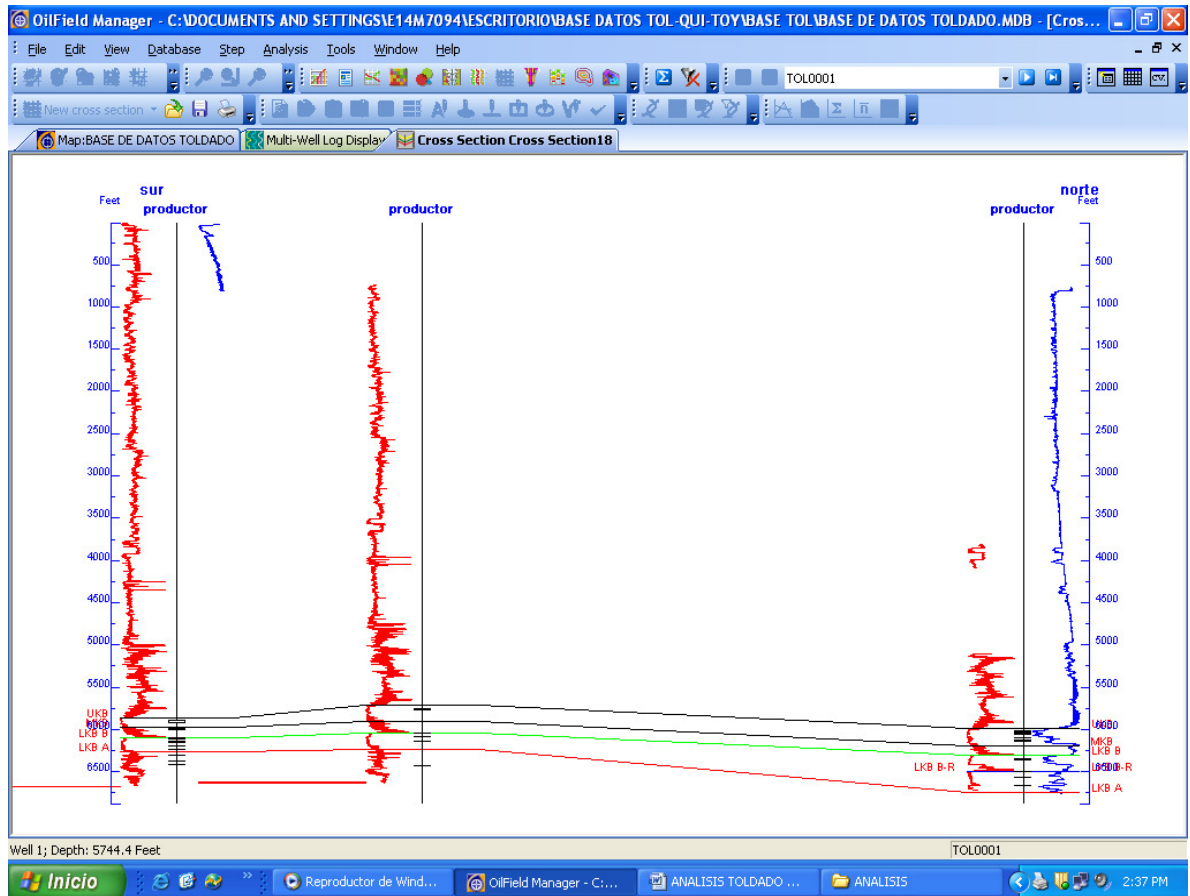 OilField Manager - C:\DOCUMENTS AND SETTINGS\E14M7094\ESCRITORIO\BASE DATOS TOL-QUI-TOY\BASE TOL\BASE DE DATOS TOLDADO.MDB - [Cros...
File Edit View Database Step Analysis Tools Window Help
TOL0001
CV.
New cross section
Map:BASE DE DATOS TOLDADO Multi-Well Log Display Cross Section Cross Section18
sur norte
Feet Feet
productor productor productor
500 500
1000 1000
1500 1500
2000 2000
2500 2500
3000 3000
3500 3500
4000 4000
4500 4500
5000 5000
5500 5500
UKB
6000 6000
MKB
LKB B LKB B
LKB A
6500 LKB B-R
LKB A
Well 1; Depth: 5744.4 Feet TOL0001
Inicio Reproductor de Wind... OilField Manager - C:... ANALISIS TOLDADO ... ANALISIS 2:37 PM